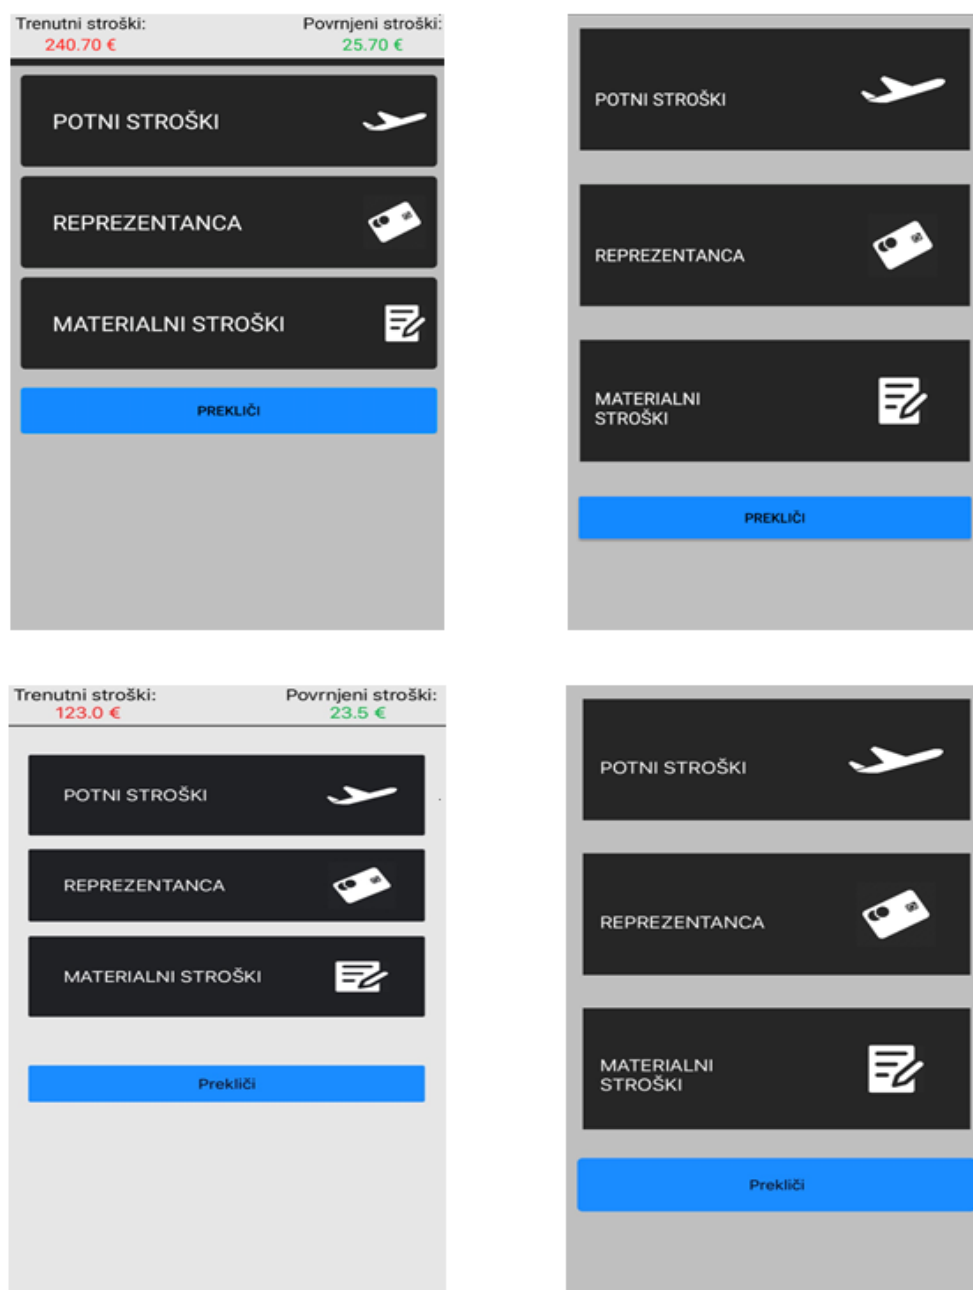 Trenutni stroški:
240.70 €
Povrnjeni stroški:
25.70 €
POTNI STROŠKI
REPREZENTANCA
MATERIALNI STROŠKI
PREKLIČI
POTNI STROŠKI
REPREZENTANCA
MATERIALNI
STROŠKI
PREKLIČI
Trenutni stroški:
123.0 €
Povrnjeni stroški:
23.5 €
POTNI STROŠKI
REPREZENTANCA
MATERIALNI STROŠKI
Prekliči
POTNI STROŠKI
REPREZENTANCA
MATERIALNI
STROŠKI
Prekliči